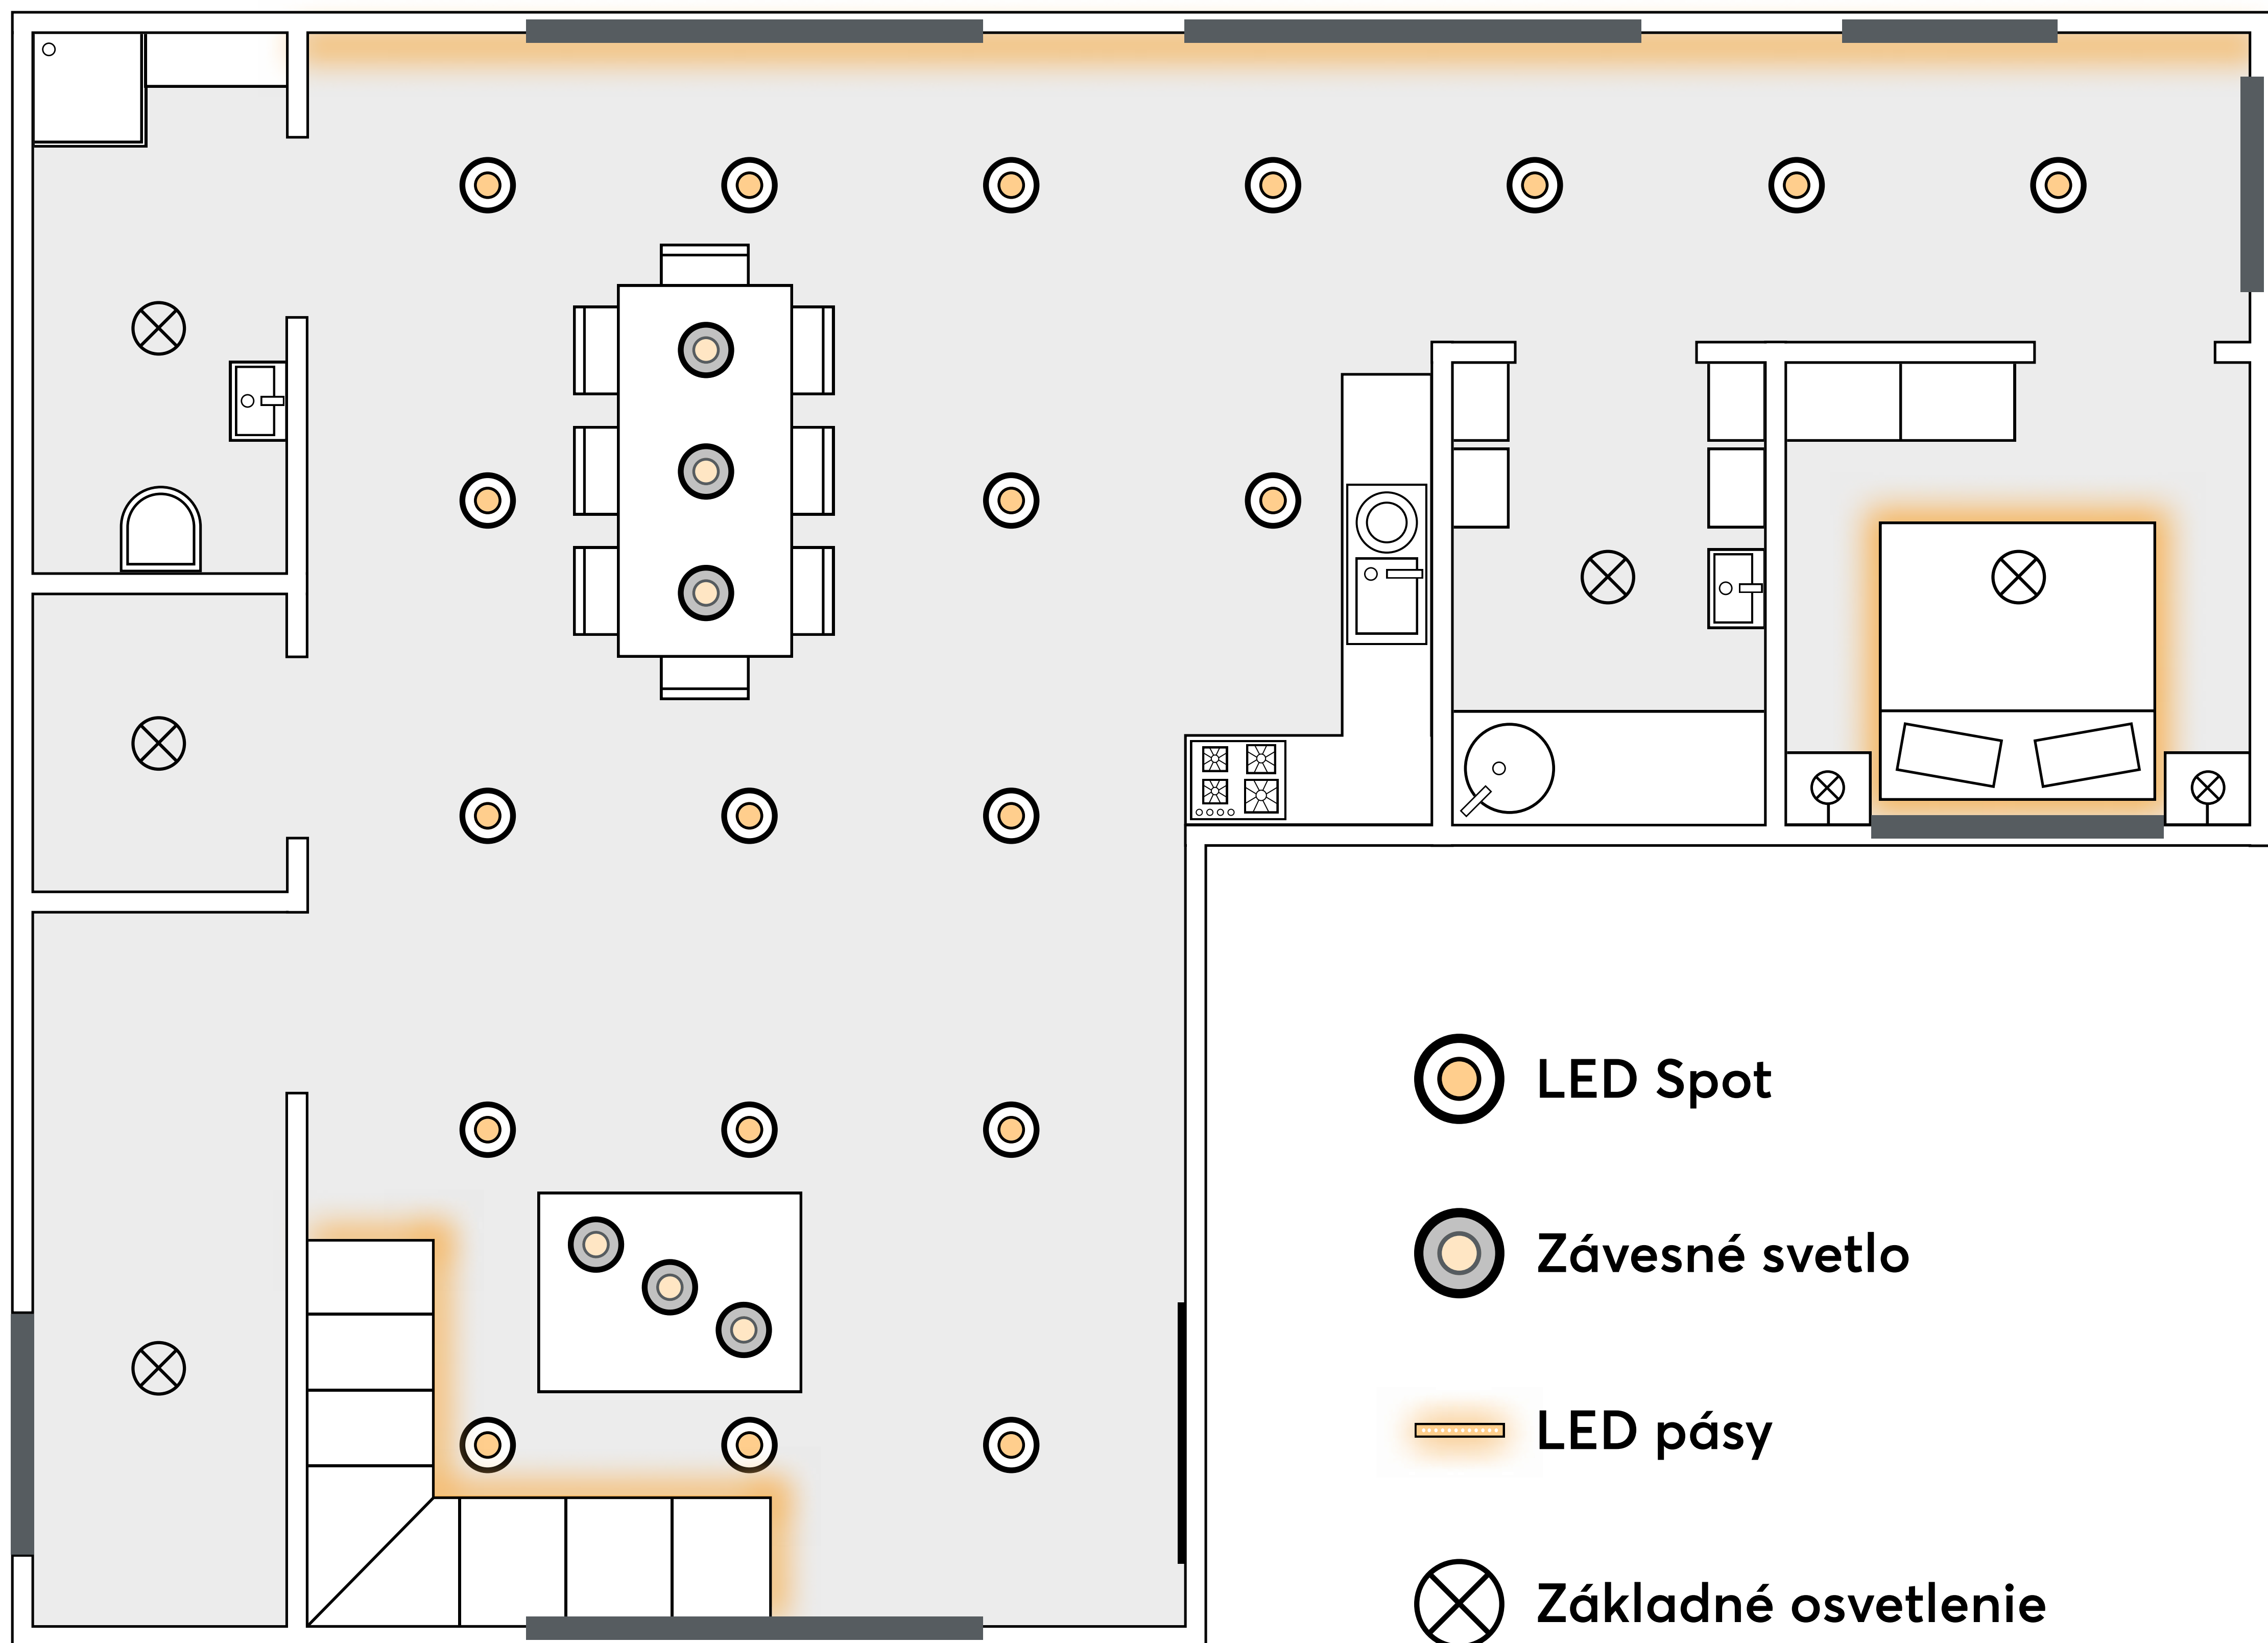 LED Spot
Závesné svetlo
LED pásy
Základné osvetlenie